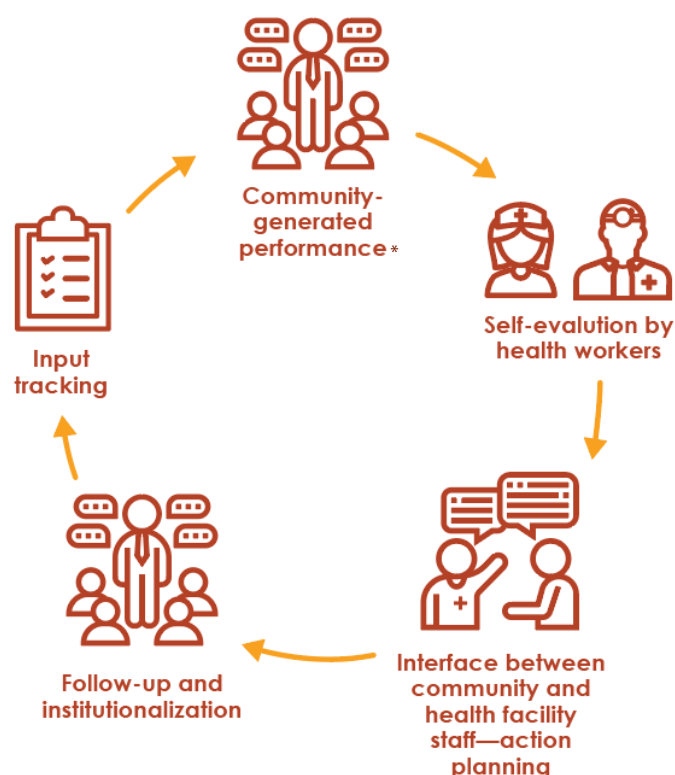 Community-
generated
performance*
Self-evalution by
health workers
Interface between
community and
health facility
staff—action
planning
Follow-up and
institutionalization
Input
tracking